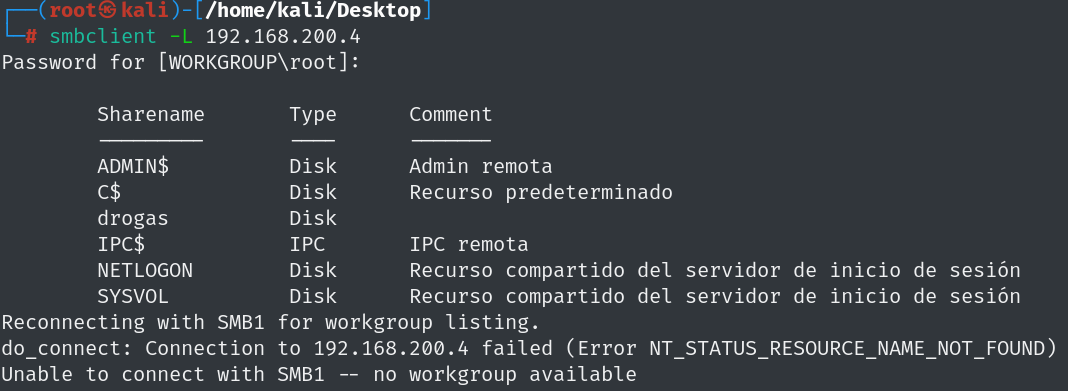 ┌──(root㉿kali)-[/home/kali/Desktop]
└─# smbclient -L 192.168.200.4
Password for [WORKGROUP\root]:
Sharename Type Comment
--------- ---- -------
ADMIN$ Disk Admin remota
C$ Disk Recurso predeterminado
drogas Disk
IPC$ IPC IPC remota
NETLOGON Disk Recurso compartido del servidor de inicio de sesión
SYSVOL Disk Recurso compartido del servidor de inicio de sesión
Reconnecting with SMB1 for workgroup listing.
do_connect: Connection to 192.168.200.4 failed (Error NT_STATUS_RESOURCE_NAME_NOT_FOUND)
Unable to connect with SMB1 -- no workgroup available